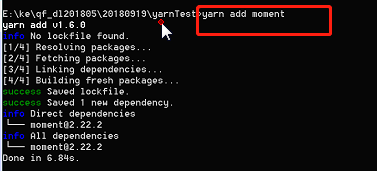 E:\ke\qf_dl201805\20180919\yarnTest>yarn add moment
yarn add v1.6.0
info No lockfile found.
[1/4] Resolving packages...
[2/4] Fetching packages...
[3/4] Linking dependencies...
[4/4] Building fresh packages...
success Saved lockfile.
success Saved 1 new dependency.
info Direct dependencies
└── moment@2.22.2
info All dependencies
└── moment@2.22.2
Done in 6.84s.